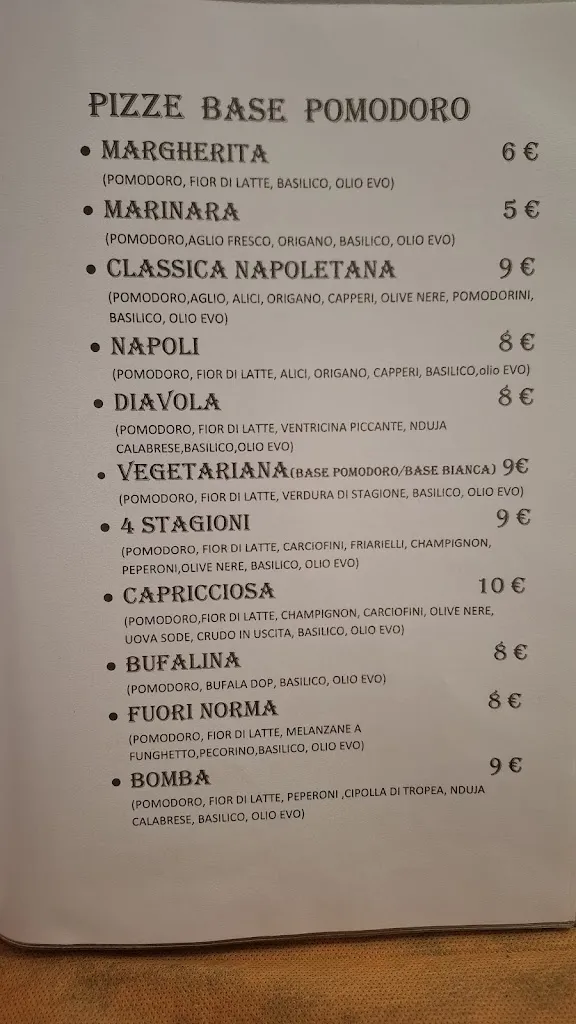 PIZZE BASE POMODORO
• MARGHERITA 6 €
(POMODORO, FIOR DI LATTE, BASILICO, OLIO EVO)
• MARINARA 5 €
(POMODORO,AGLIO FRESCO, ORIGANO, BASILICO, OLIO EVO)
• CLASSICA NAPOLETANA 9 €
(POMODORO,AGLIO, ALICI, ORIGANO, CAPPERI, OLIVE NERE, POMODORINI,
BASILICO, OLIO EVO)
• NAPOLI 8 €
(POMODORO, FIOR DI LATTE, ALICI, ORIGANO, CAPPERI, BASILICO,olio EVO)
• DIAVOLA 8 €
(POMODORO, FIOR DI LATTE, VENTRICINA PICCANTE, NDUJA
CALABRESE,BASILICO,OLIO EVO)
• VEGETARIANA(BASE POMODORO/BASE BIANCA) 9€
(POMODORO, FIOR DI LATTE, VERDURA DI STAGIONE, BASILICO, OLIO EVO)
• 4 STAGIONI 9 €
(POMODORO, FIOR DI LATTE, CARCIOFINI, FRIARIELLI, CHAMPIGNON,
PEPERONI,OLIVE NERE, BASILICO, OLIO EVO)
• CAPRICCIOSA 10 €
(POMODORO,FIOR DI LATTE, CHAMPIGNON, CARCIOFINI, OLIVE NERE,
UOVA SODE, CRUDO IN USCITA, BASILICO, OLIO EVO)
• BUFALINA 8 €
(POMODORO, BUFALA DOP, BASILICO, OLIO EVO)
• FUORI NORMA 8 €
(POMODORO, FIOR DI LATTE, MELANZANE A
FUNGHETTO,PECORINO,BASILICO, OLIO EVO)
• BOMBA 9 €
(POMODORO, FIOR DI LATTE, PEPERONI ,CIPOLLA DI TROPEA, NDUJA
CALABRESE, BASILICO, OLIO EVO)